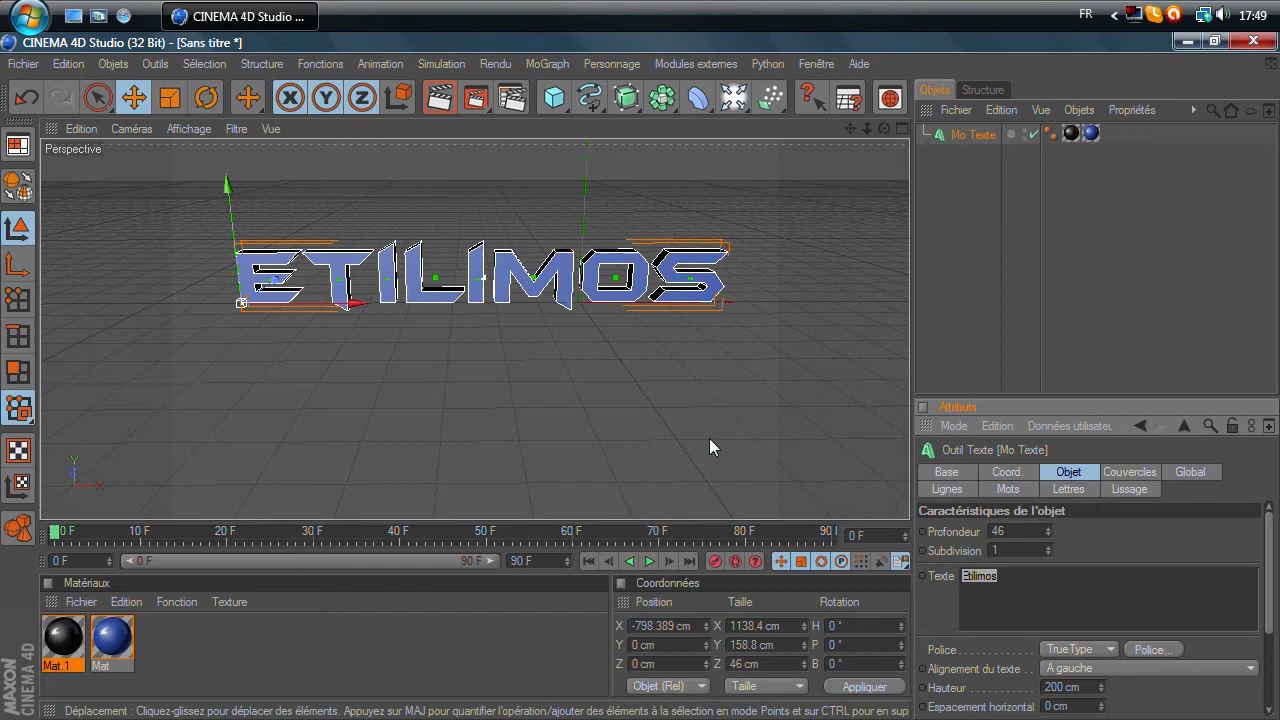 CINEMA 4D Studio ...
FR
17:49
CINEMA 4D Studio (32 Bit) - [Sans titre *]
Fichier Edition Objets Outils Sélection Structure Fonctions Animation Simulation Rendu MoGraph Personnage Modules externes Python Fenêtre Aide
X Y Z
Objets Structure
Fichier Edition Vue Objets Propriétés
Mo Texte
Edition Caméras Affichage Filtre Vue
Perspective
ETILIMOS
Y
Z
X
Attributs
Mode Edition Données utilisateu
Outil Texte [Mo Texte]
Base Coord. Objet Couvercles Global
Lignes Mots Lettres Lissage
Caractéristiques de l'objet
Profondeur 46
Subdivision 1
Texte Etilimos
Police TrueType Police...
Alignement du texte A gauche
Hauteur 200 cm
Espacement horizontal 0 cm
0 F 10 F 20 F 30 F 40 F 50 F 60 F 70 F 80 F 90 F 0 F
0 F 0 F 90 F 90 F
Matériaux
Fichier Edition Fonction Texture
Mat.1 Mat
Coordonnées
Position Taille Rotation
X -798.389 cm X 1138.4 cm H 0 °
Y 0 cm Y 158.8 cm P 0 °
Z 0 cm Z 46 cm B 0 °
Objet (Rel) Taille Appliquer
MAXON
CINEMA 4D
Déplacement : Cliquez-glissez pour déplacer des éléments. Appuyez sur MAJ pour quantifier l'opération/ajouter des éléments à la sélection en mode Points et sur CTRL pour en sup